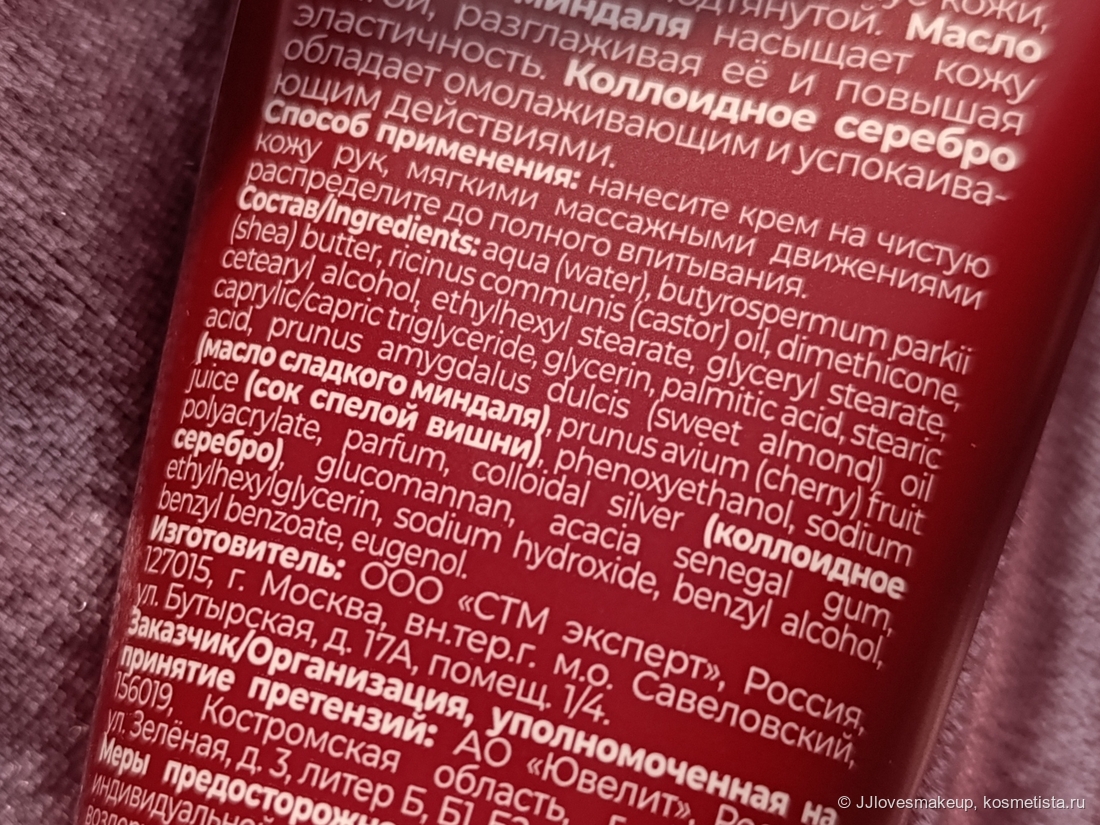 кожи,
подтянутой. Масло
миндаля насыщает кожу
разглаживая её и повышая
эластичность. Коллоидное серебро
обладает омолаживающим и успокаива-
ющим действиями.
Способ применения: нанесите крем на чистую
кожу рук, мягкими массажными движениями
распределите до полного впитывания.
Состав/Ingredients: aqua (water), butyrospermum parkii
(shea) butter, ricinus communis (castor) oil, dimethicone,
cetearyl alcohol, ethylhexyl stearate, glyceryl stearate,
caprylic/capric triglyceride, glycerin, palmitic acid, stearic
acid, prunus amygdalus dulcis (sweet almond) oil
(масло сладкого миндаля), prunus avium (cherry) fruit
juice (сок спелой вишни), phenoxyethanol, sodium
polyacrylate, parfum, colloidal silver (коллоидное
серебро), glucomannan, acacia senegal gum,
ethylhexylglycerin, sodium hydroxide, benzyl alcohol,
benzyl benzoate, eugenol.
Изготовитель: ООО «СТМ эксперт», Россия,
127015, г. Москва, вн.тер.г. м.о. Савеловский,
ул. Бутырская, д. 17А, помещ. 1/4.
Заказчик/Организация, уполномоченная на
принятие претензий: АО «Ювелит»,
156019, Костромская область,
ул. Зелёная, д. 3, литер Б, Б1,
Меры
индивидуальной
© JJlovesmakeup, kosmetista.ru